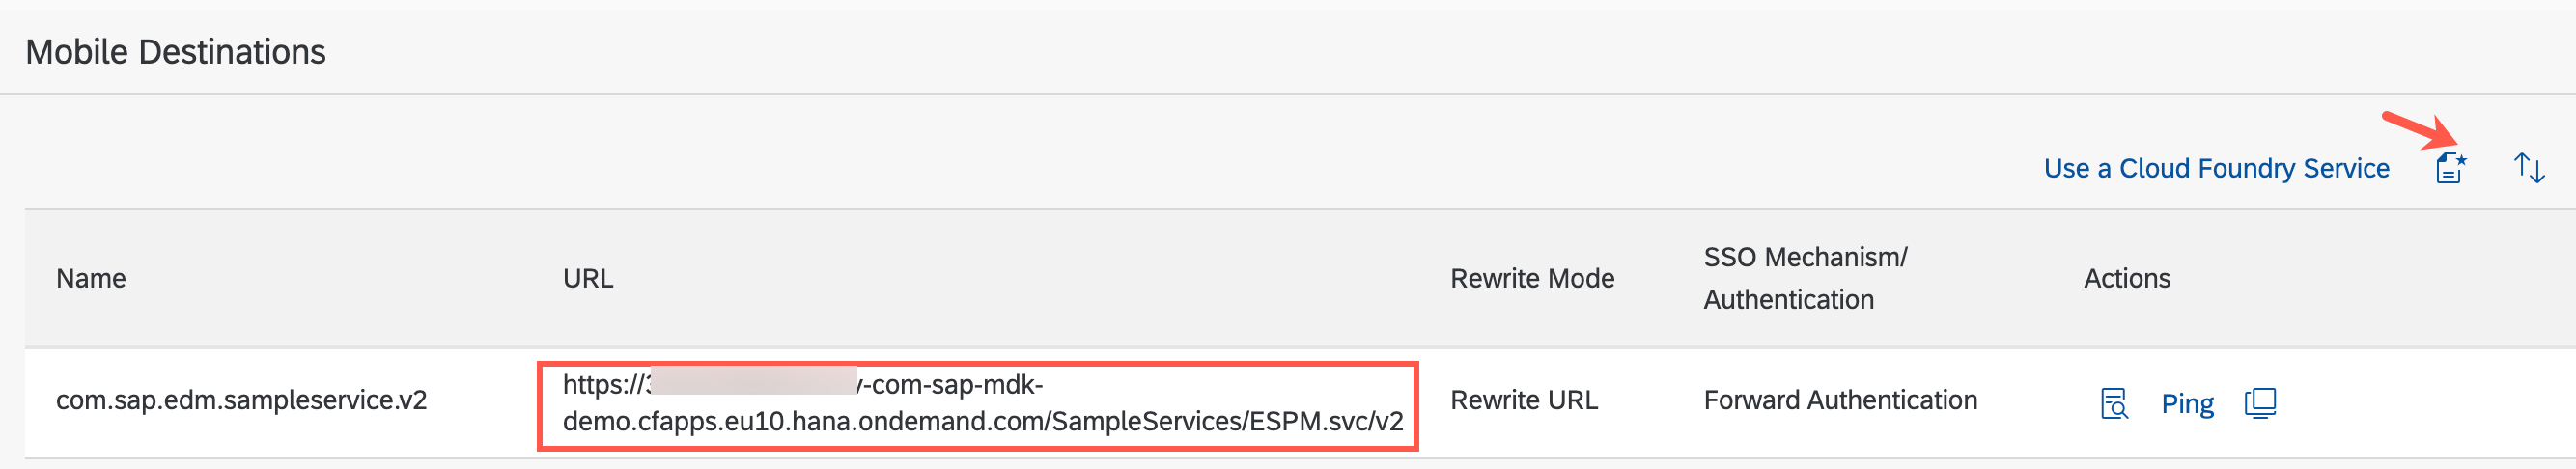 Mobile Destinations
Use a Cloud Foundry Service
Name URL Rewrite Mode SSO Mechanism/ Authentication Actions
com.sap.edm.sampleservice.v2
https:// -com-sap-mdk-
demo.cfapps.eu10.hana.ondemand.com/SampleServices/ESPM.svc/v2
Rewrite URL Forward Authentication Ping